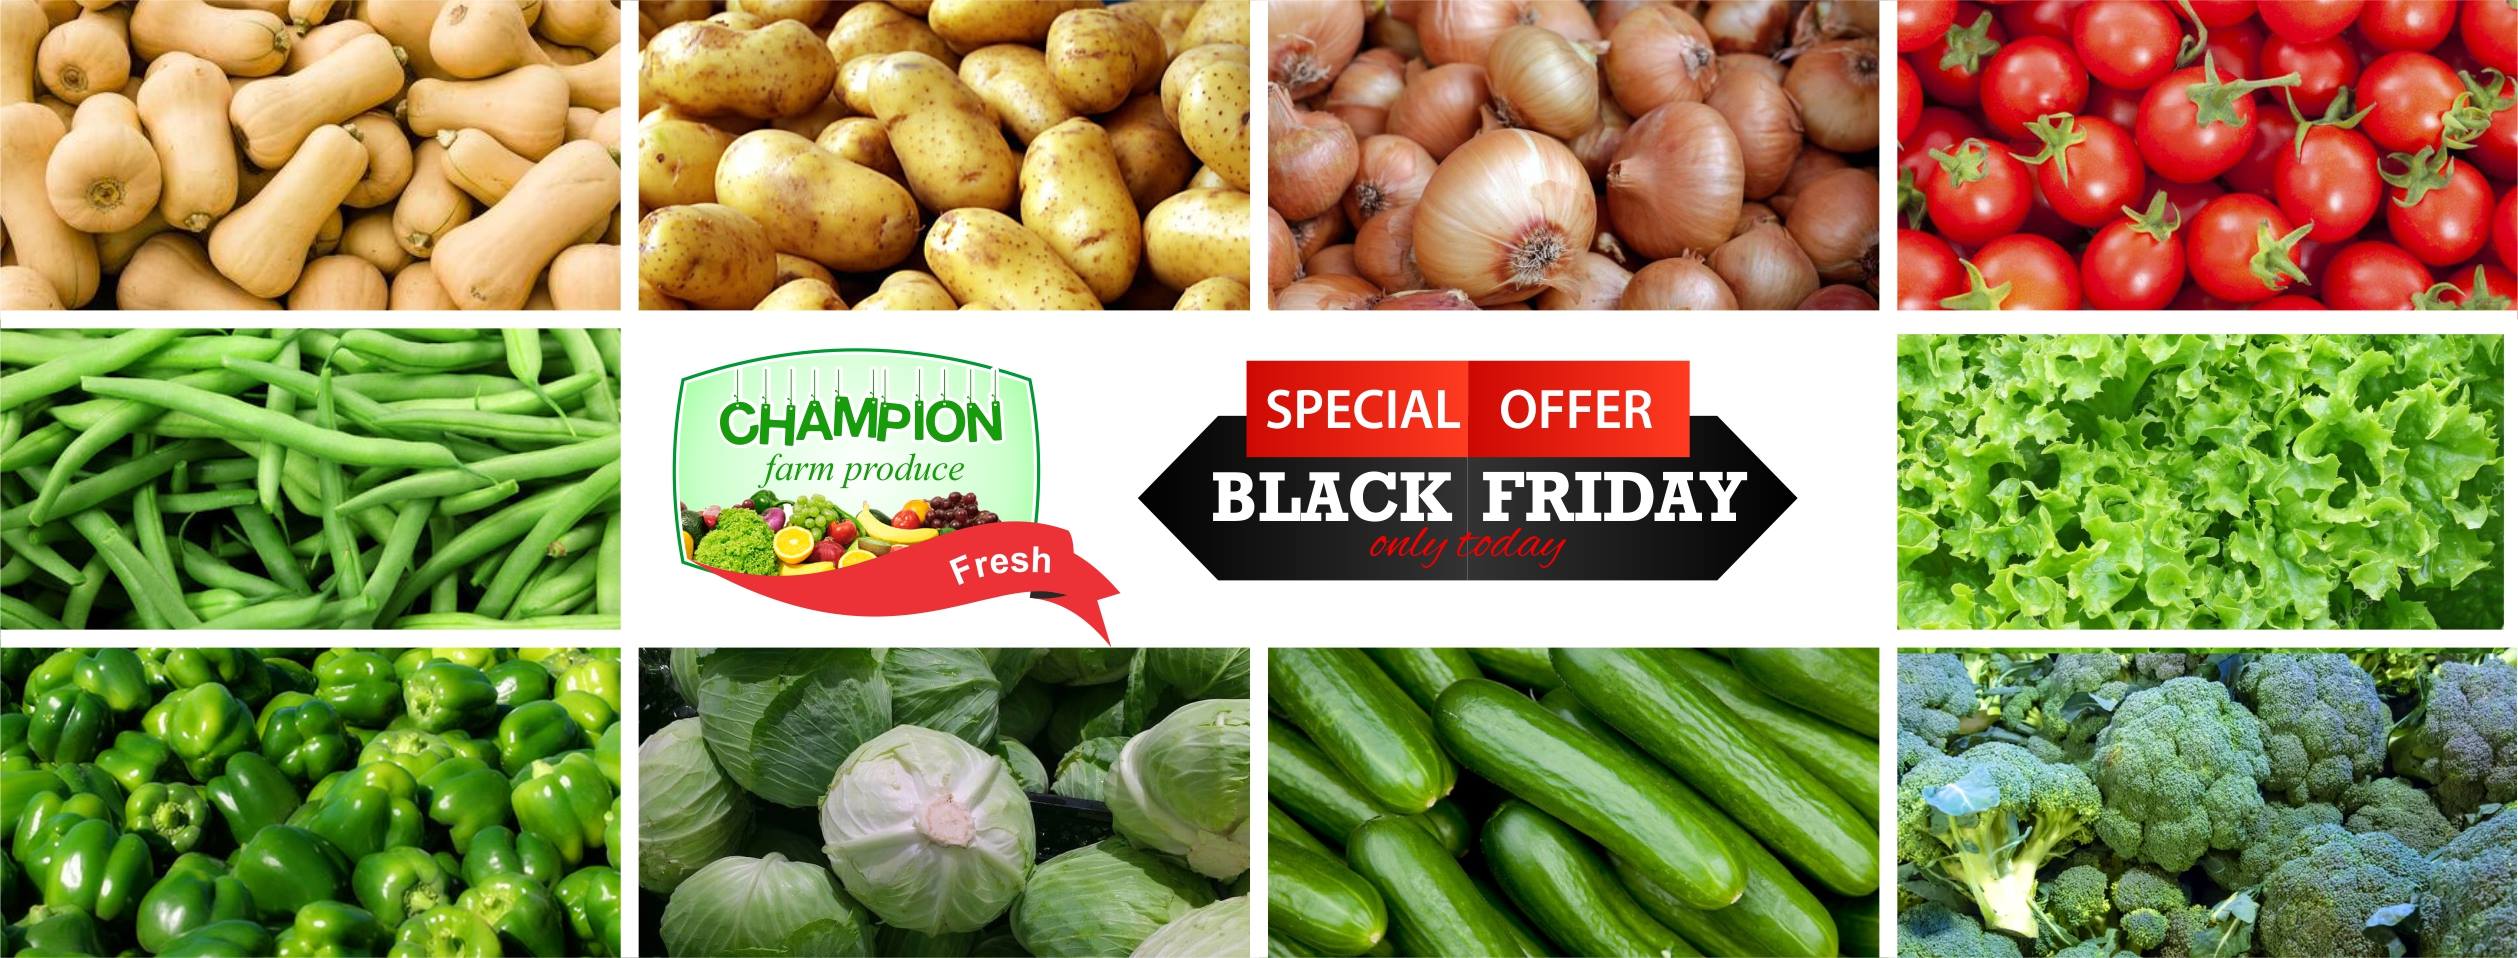 CHAMPION
farm produce
Fresh
SPECIAL OFFER
BLACK FRIDAY
only today